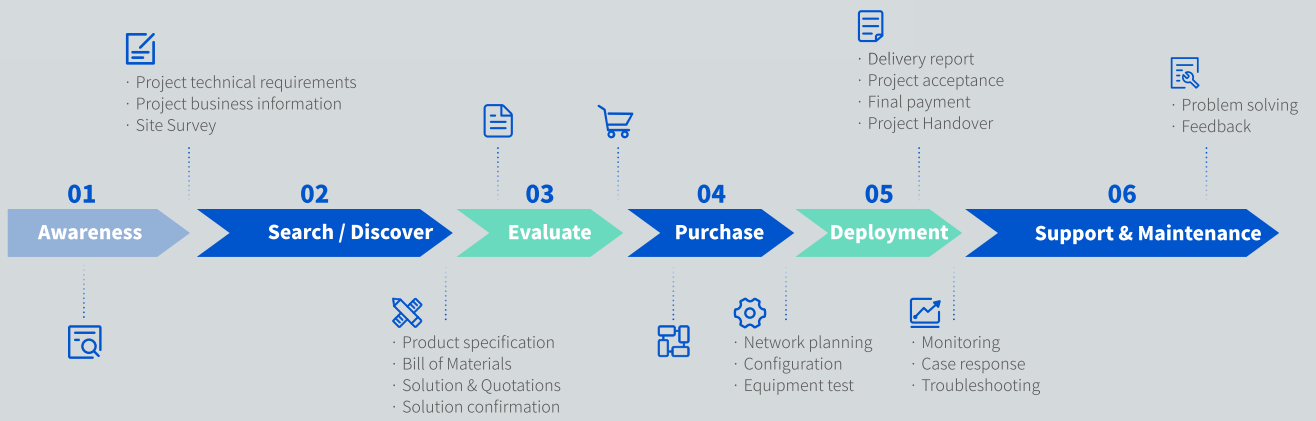 · Project technical requirements
· Project business information
· Site Survey
· Delivery report
· Project acceptance
· Final payment
· Project Handover
· Problem solving
· Feedback
01
02
03
04
05
06
Awareness
Search / Discover
Evaluate
Purchase
Deployment
Support & Maintenance
· Product specification
· Bill of Materials
· Solution & Quotations
· Solution confirmation
· Network planning
· Configuration
· Equipment test
· Monitoring
· Case response
· Troubleshooting